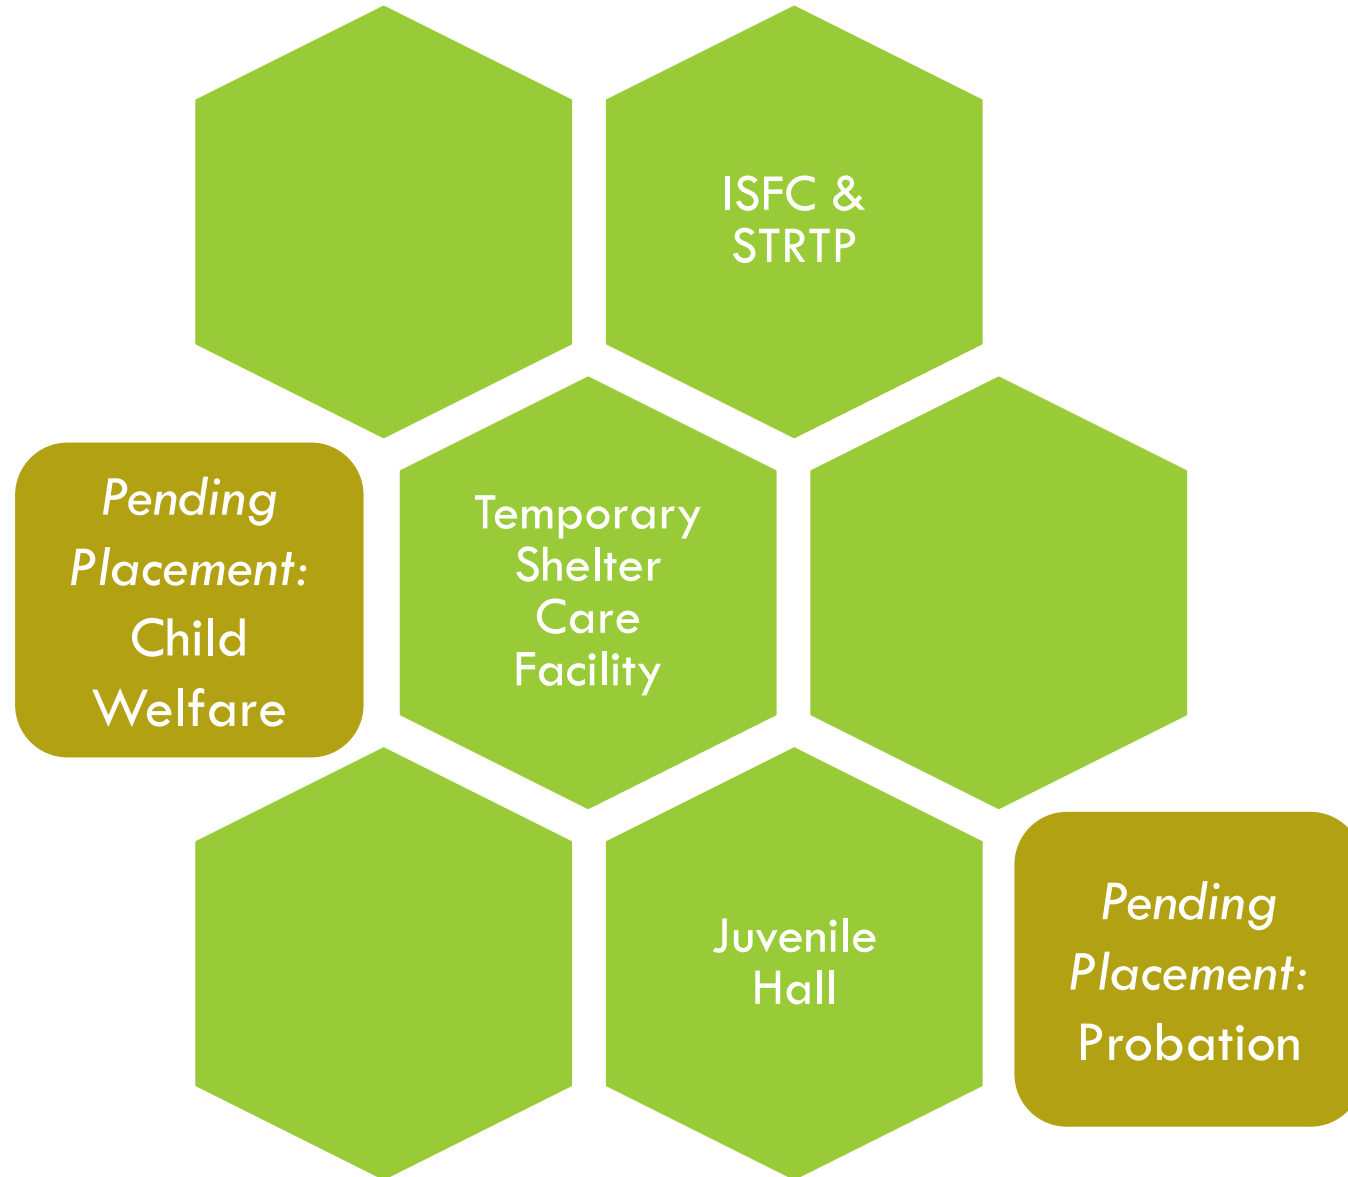 ISFC &
STRTP
Pending
Placement:
Child
Welfare
Temporary
Shelter
Care
Facility
Juvenile
Hall
Pending
Placement:
Probation